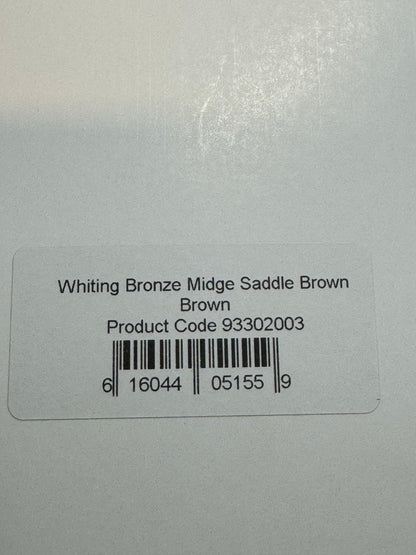 Whiting Bronze Midge Saddle Brown
Brown
Product Code 93302003
6 16044 05155 9